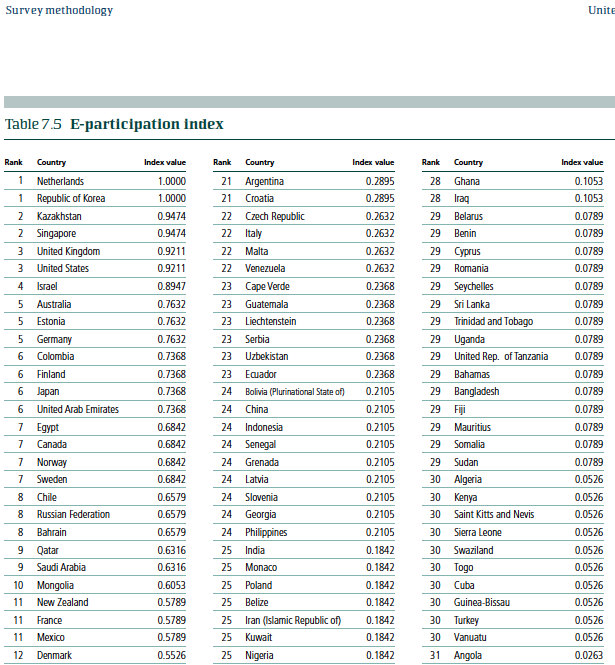 Survey methodology
Unite
Table 7.5 E-participation index
Rank Country Index value Rank Country Index value Rank Country Index value
1 Netherlands 1.0000 21 Argentina 0.2895 28 Ghana 0.1053
1 Republic of Korea 1.0000 21 Croatia 0.2895 28 Iraq 0.1053
2 Kazakhstan 0.9474 22 Czech Republic 0.2632 29 Belarus 0.0789
2 Singapore 0.9474 22 Italy 0.2632 29 Benin 0.0789
3 United Kingdom 0.9211 22 Malta 0.2632 29 Cyprus 0.0789
3 United States 0.9211 22 Venezuela 0.2632 29 Romania 0.0789
4 Israel 0.8947 23 Cape Verde 0.2368 29 Seychelles 0.0789
5 Australia 0.7632 23 Guatemala 0.2368 29 Sri Lanka 0.0789
5 Estonia 0.7632 23 Liechtenstein 0.2368 29 Trinidad and Tobago 0.0789
5 Germany 0.7632 23 Serbia 0.2368 29 Uganda 0.0789
6 Colombia 0.7368 23 Uzbekistan 0.2368 29 United Rep. of Tanzania 0.0789
6 Finland 0.7368 23 Ecuador 0.2368 29 Bahamas 0.0789
6 Japan 0.7368 24 Bolivia (Plurinational State of) 0.2105 29 Bangladesh 0.0789
6 United Arab Emirates 0.7368 24 China 0.2105 29 Fiji 0.0789
7 Egypt 0.6842 24 Indonesia 0.2105 29 Mauritius 0.0789
7 Canada 0.6842 24 Senegal 0.2105 29 Somalia 0.0789
7 Norway 0.6842 24 Grenada 0.2105 29 Sudan 0.0789
7 Sweden 0.6842 24 Latvia 0.2105 30 Algeria 0.0526
8 Chile 0.6579 24 Slovenia 0.2105 30 Kenya 0.0526
8 Russian Federation 0.6579 24 Georgia 0.2105 30 Saint Kitts and Nevis 0.0526
8 Bahrain 0.6579 24 Philippines 0.2105 30 Sierra Leone 0.0526
9 Qatar 0.6316 25 India 0.1842 30 Swaziland 0.0526
9 Saudi Arabia 0.6316 25 Monaco 0.1842 30 Togo 0.0526
10 Mongolia 0.6053 25 Poland 0.1842 30 Cuba 0.0526
11 New Zealand 0.5789 25 Belize 0.1842 30 Guinea-Bissau 0.0526
11 France 0.5789 25 Iran (Islamic Republic of) 0.1842 30 Turkey 0.0526
11 Mexico 0.5789 25 Kuwait 0.1842 30 Vanuatu 0.0526
12 Denmark 0.5526 25 Nigeria 0.1842 31 Angola 0.0263